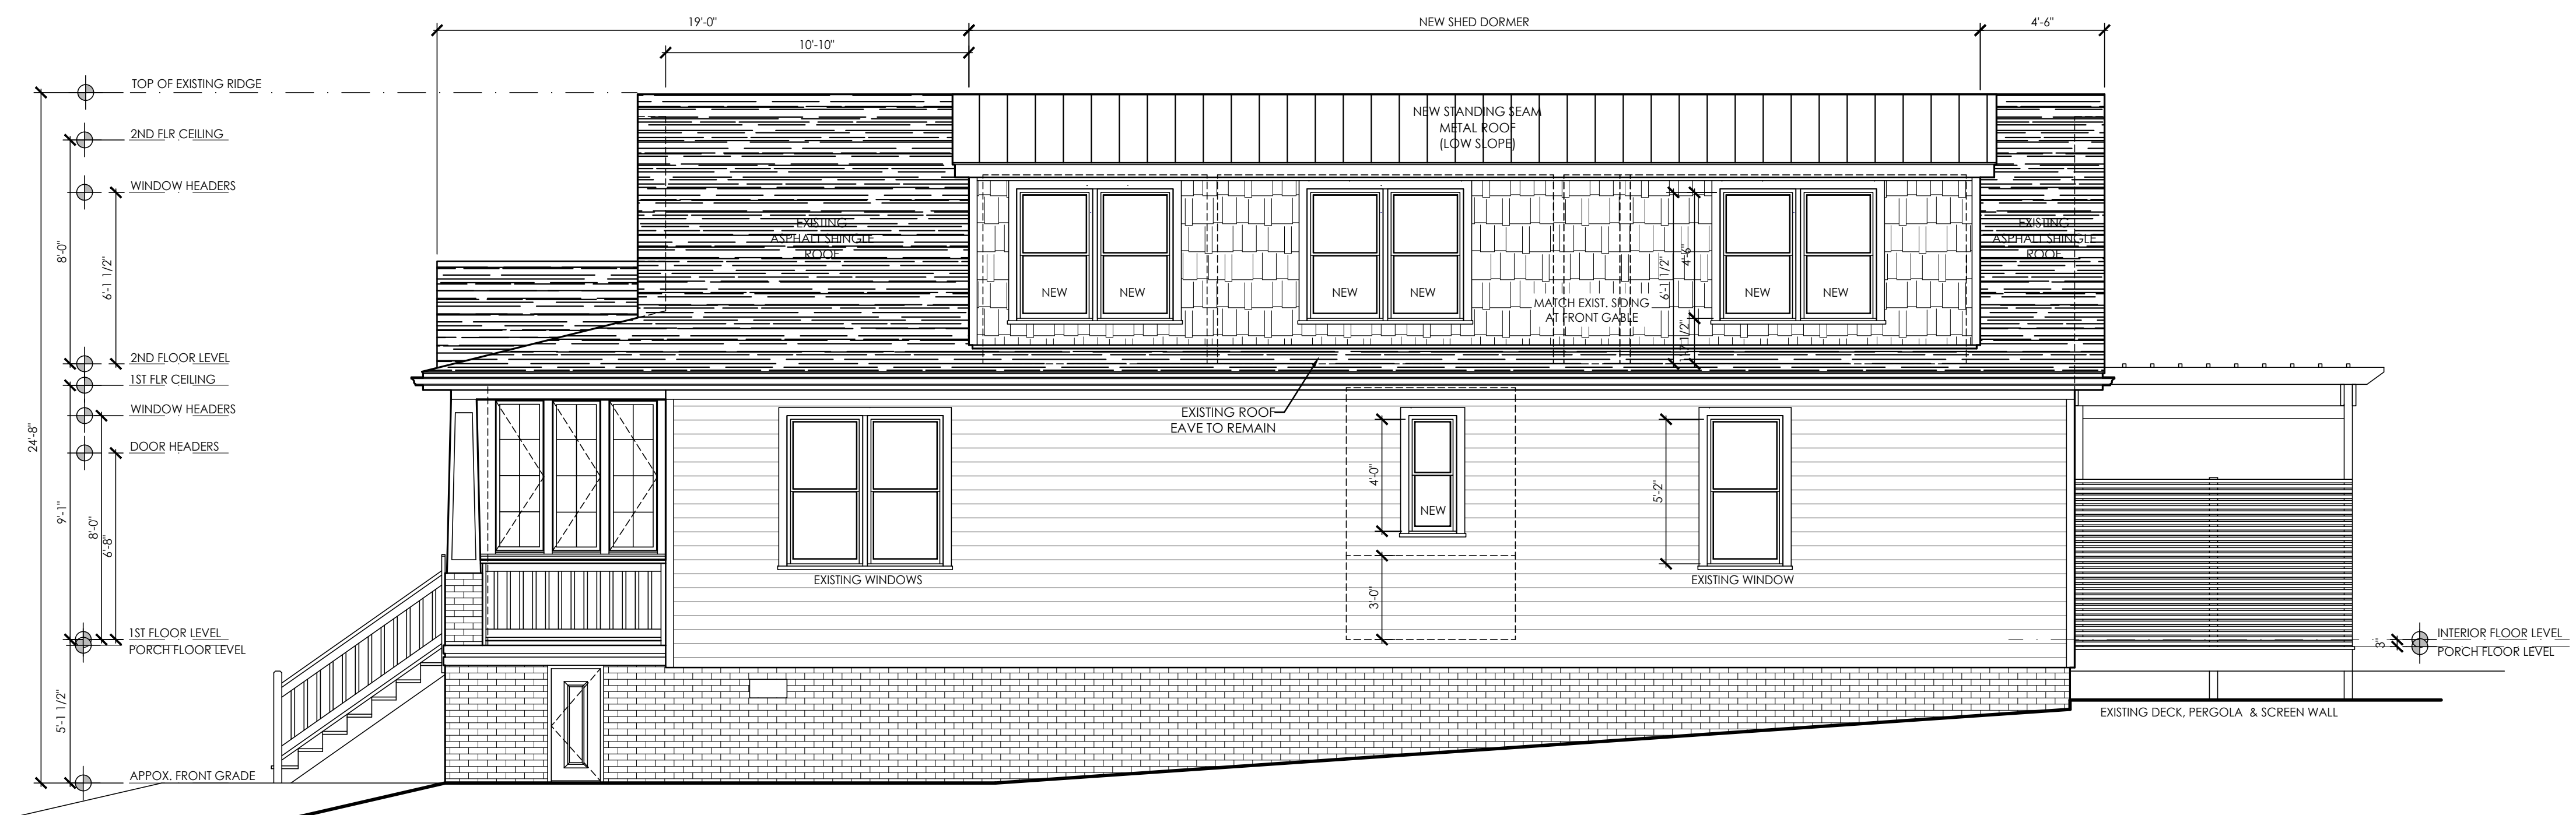 19'-0"
NEW SHED DORMER
4'-6"
10'-10"
TOP OF EXISTING RIDGE
2ND FLR CEILING
WINDOW HEADERS
2ND FLOOR LEVEL
1ST FLR CEILING
WINDOW HEADERS
DOOR HEADERS
1ST FLOOR LEVEL
PORCH FLOOR LEVEL
APPOX. FRONT GRADE
24'-8"
8'-0"
6'-1 1/2"
9'-1"
8'-0"
6'-8"
5'-1 1/2"
NEW STANDING SEAM
METAL ROOF
(LOW SLOPE)
EXISTING
ASPHALT SHINGLE
ROOF
EXISTING
ASPHALT SHINGLE
ROOF
NEW
NEW
NEW
NEW
NEW
NEW
6'-1 1/2"
4'-6"
1'-7 1/2"
MATCH EXIST. SIDING
AT FRONT GABLE
EXISTING ROOF
EAVE TO REMAIN
4'-0"
NEW
3'-0"
5'-2"
EXISTING WINDOWS
EXISTING WINDOW
3"
INTERIOR FLOOR LEVEL
PORCH FLOOR LEVEL
EXISTING DECK, PERGOLA & SCREEN WALL